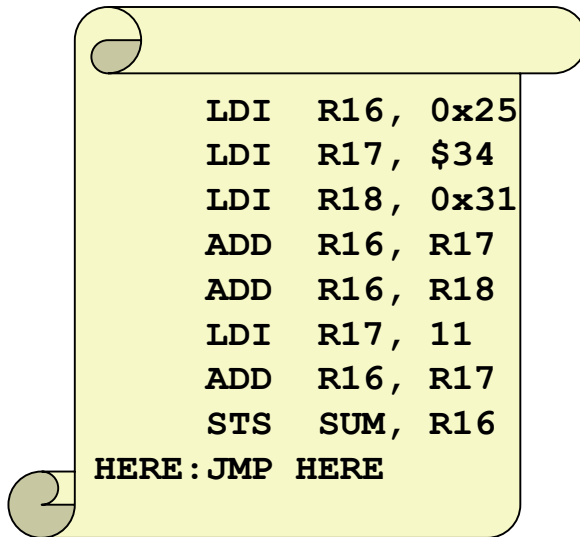 LDI R16, 0x25
LDI R17, $34
LDI R18, 0x31
ADD R16, R17
ADD R16, R18
LDI R17, 11
ADD R16, R17
STS SUM, R16
HERE:JMP HERE